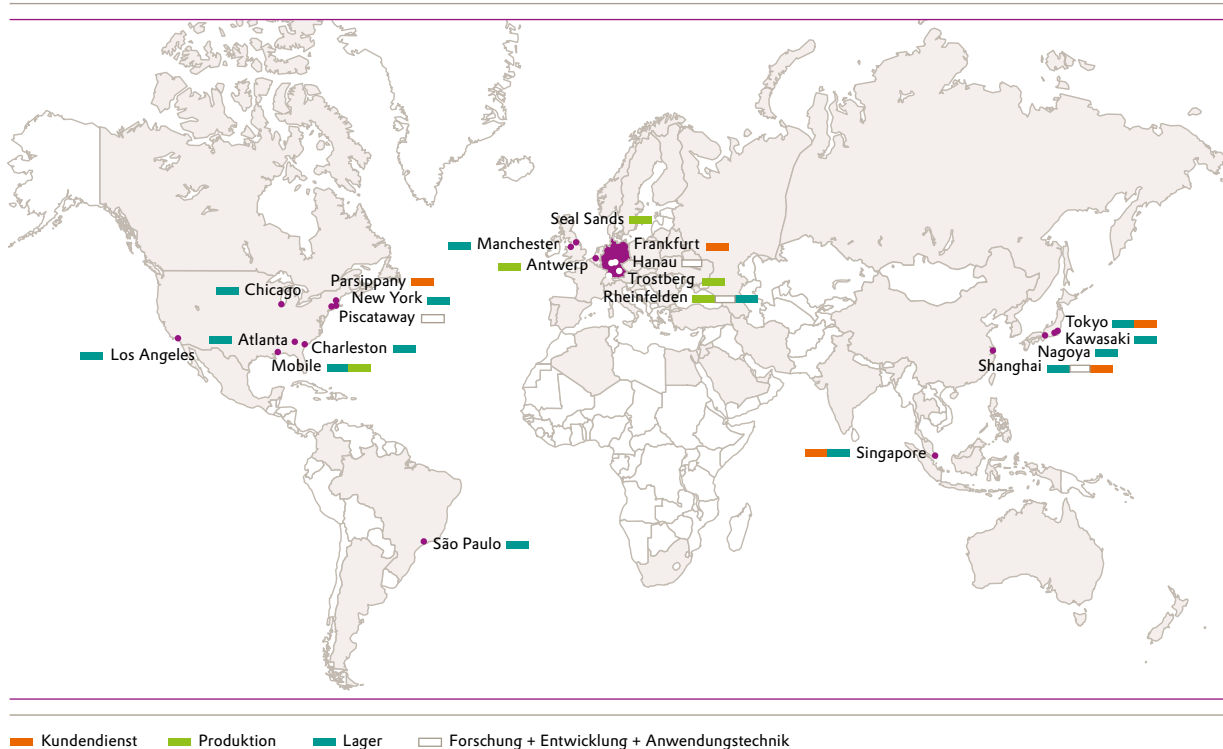 Seal Sands
Manchester
Frankfurt
Antwerp
Hanau
Trostberg
Rheinfelden
Parsippany
Chicago
New York
Piscataway
Atlanta
Charleston
Los Angeles
Mobile
Tokyo
Kawasaki
Nagoya
Shanghai
Singapore
São Paulo
Kundendienst
Produktion
Lager
Forschung + Entwicklung + Anwendungstechnik